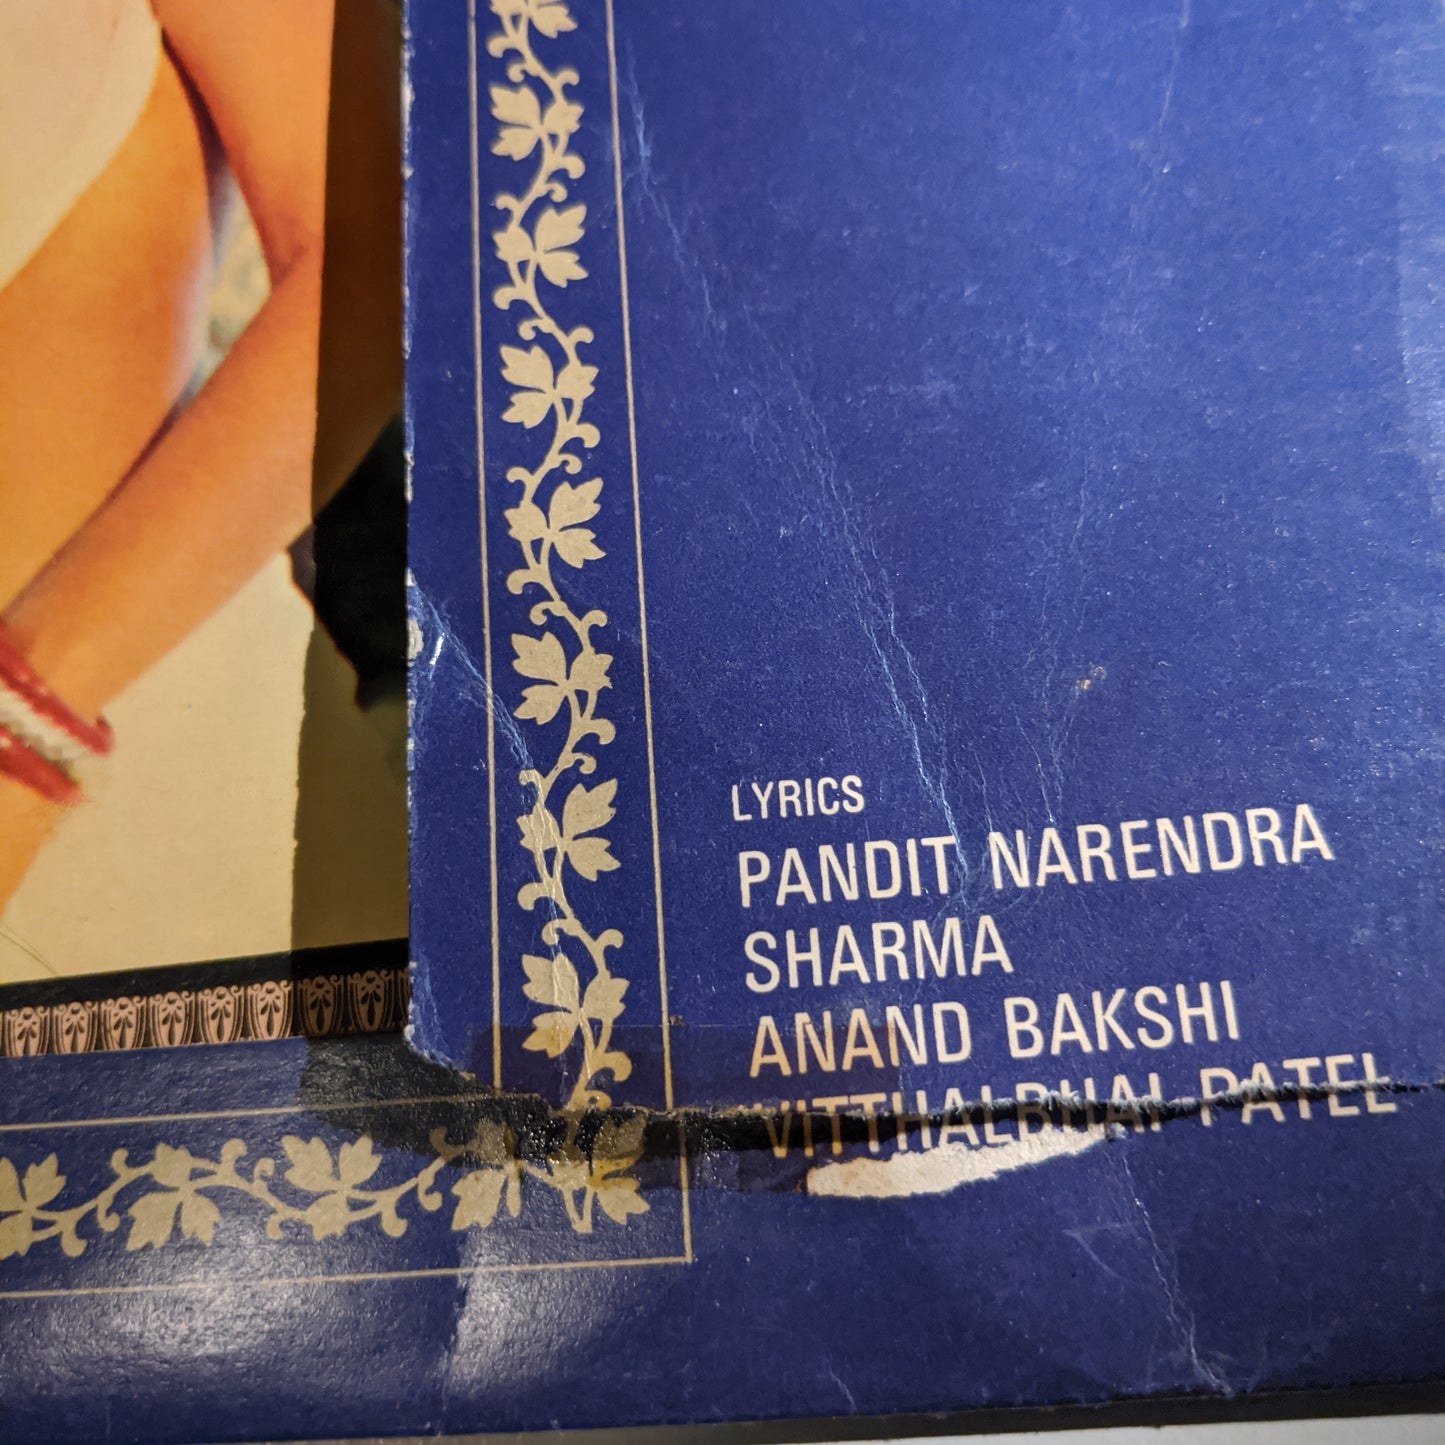 LYRICS
PANDIT NARENDRA
SHARMA
ANAND BAKSHI
VITTHALBHAI PATEL